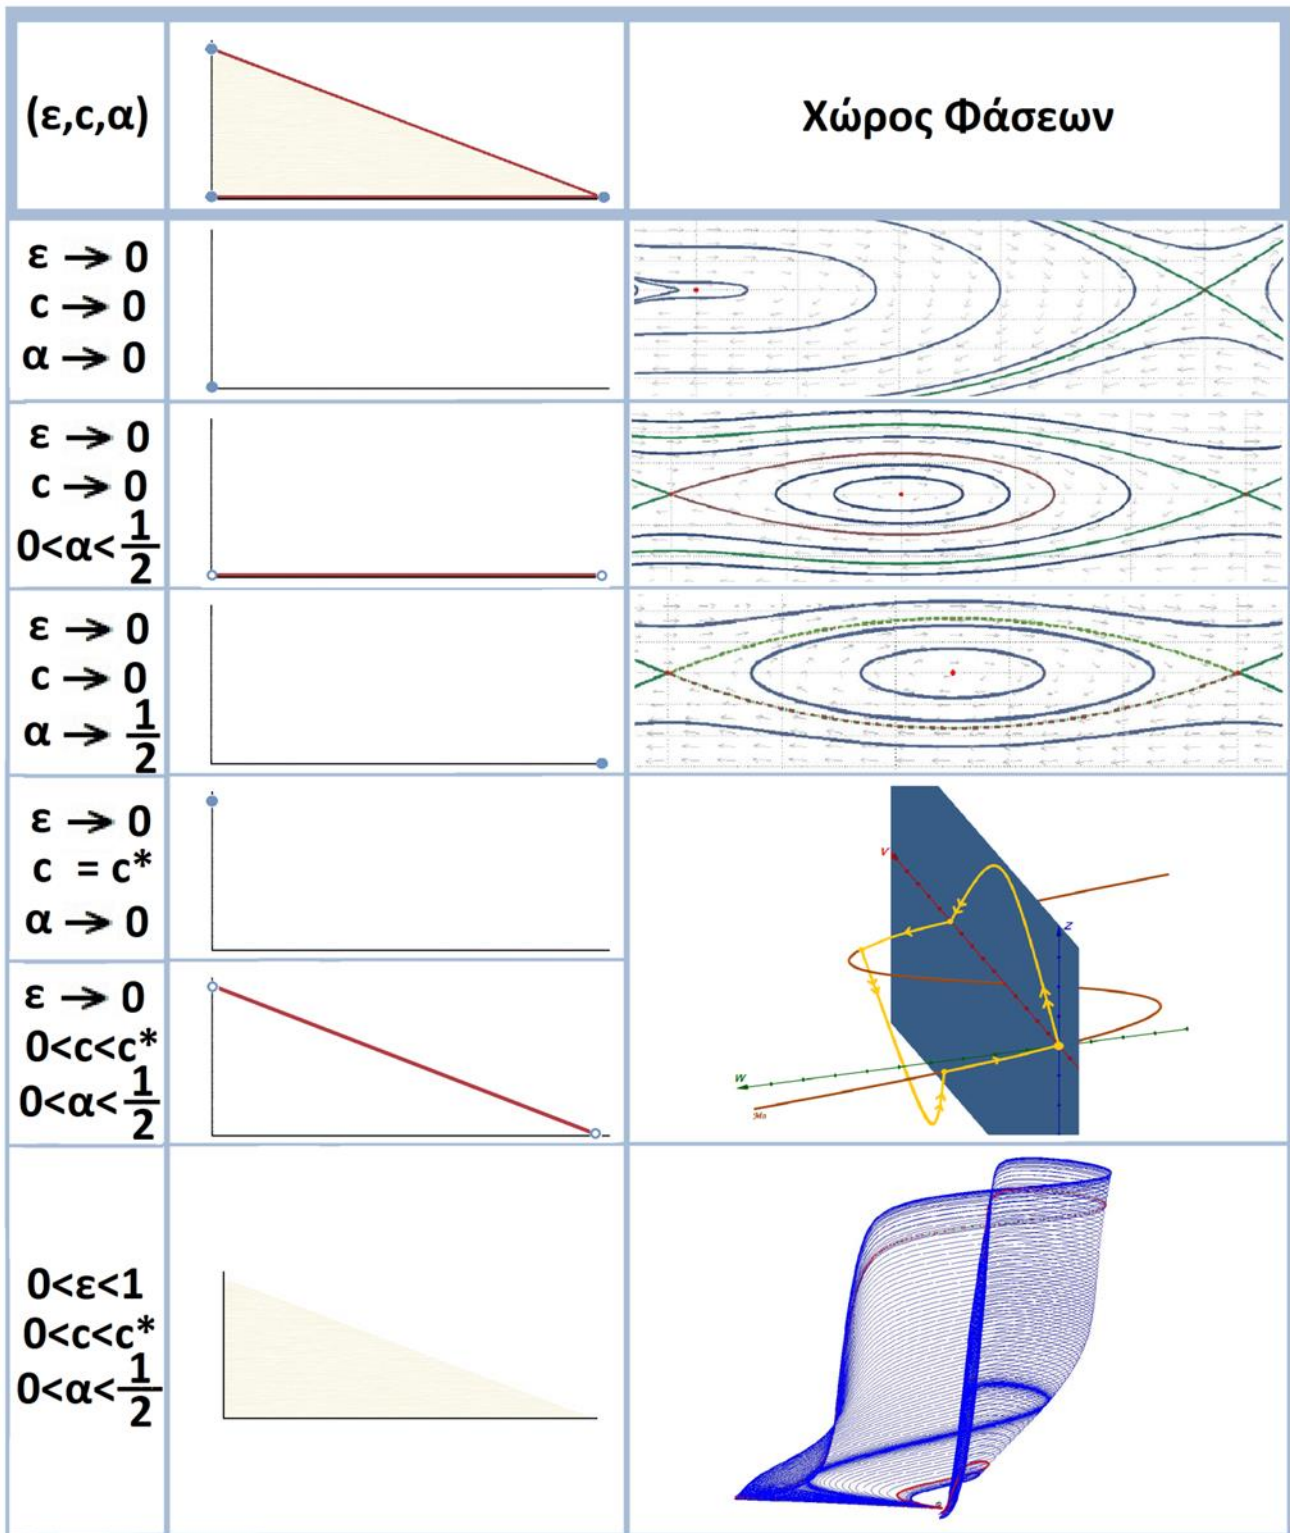 (ε,c,α)
Χώρος Φάσεων
ε → 0
c → 0
α → 0
ε → 0
c → 0
0<α<1/2
ε → 0
c → 0
α → 1/2
ε → 0
c = c*
α → 0
ε → 0
0<c<c*
0<α<1/2
V
Z
W
M₀
0<ε<1
0<c<c*
0<α<1/2